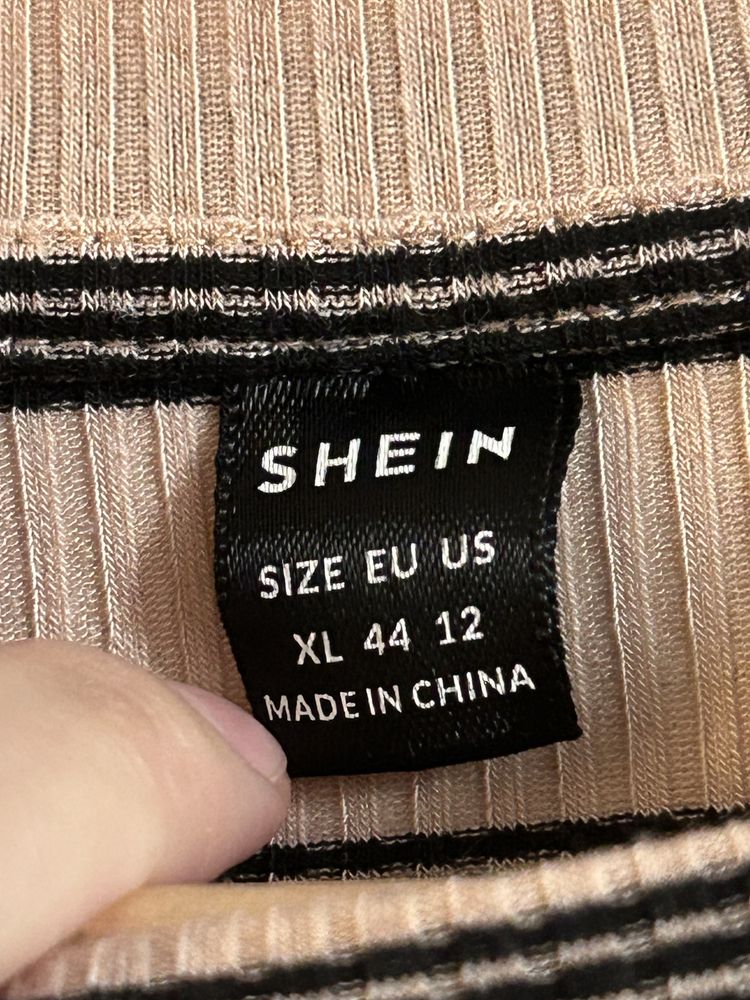 SHEIN
SIZE EU US
XL 44 12
MADE IN CHINA